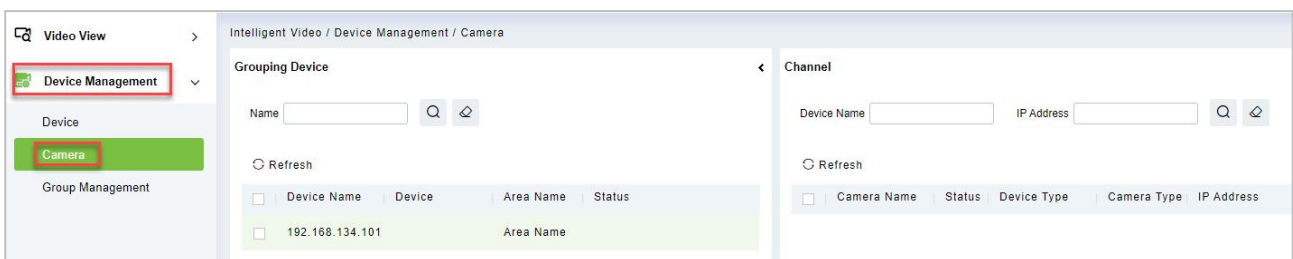 Video View
Device Management
Device
Camera
Group Management
Intelligent Video / Device Management / Camera
Grouping Device
Name
Refresh
Device Name Device Area Name Status
192.168.134.101 Area Name
Channel
Device Name IP Address
Refresh
Camera Name Status Device Type Camera Type IP Address